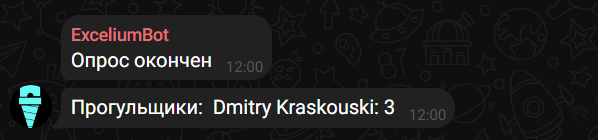 ExceliumBot
Опрос окончен 12:00
Прогульщики: Dmitry Kraskouski: 3 12:00